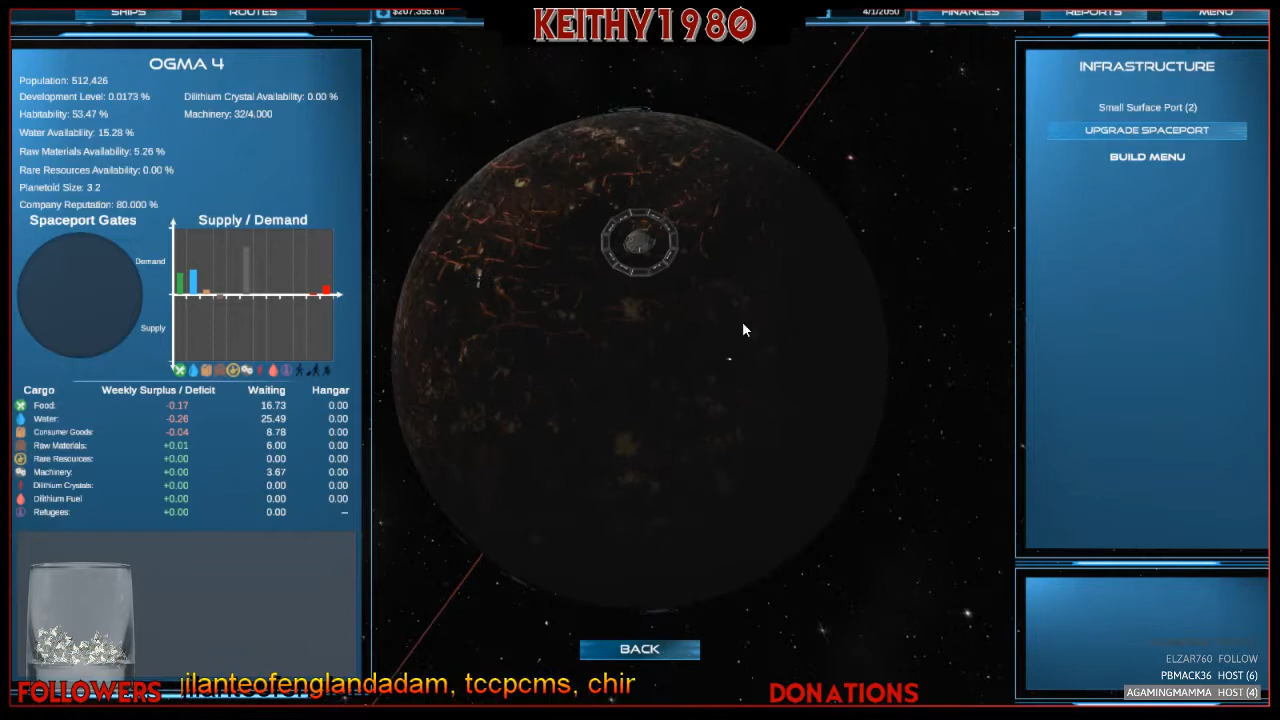 SHIPS
ROUTES
$207,355.60
KEITHY1980
4/1/2050
FINANCES
REPORTS
MENU
OGMA 4
Population: 512,426
Development Level: 0.0173 %
Dilithium Crystal Availability: 0.00 %
Habitability: 53.47 %
Machinery: 32/4.000
Water Availability: 15.28 %
Raw Materials Availability: 5.26 %
Rare Resources Availability: 0.00 %
Planetoid Size: 3.2
Company Reputation: 80.000 %
Spaceport Gates
Supply / Demand
Demand
Supply
Cargo Weekly Surplus / Deficit Waiting Hangar
Food: -0.17 16.73 0.00
Water: -0.26 25.49 0.00
Consumer Goods: -0.04 8.78 0.00
Raw Materials: +0.01 6.00 0.00
Rare Resources: +0.00 0.00 0.00
Machinery: +0.00 3.67 0.00
Dilithium Crystals: +0.00 0.00 0.00
Dilithium Fuel +0.00 0.00 0.00
Refugees: +0.00 0.00 --
INFRASTRUCTURE
Small Surface Port (2)
UPGRADE SPACEPORT
BUILD MENU
BACK
ELZAR760 FOLLOW
PBMACK36 HOST (6)
AGAMINGMAMMA HOST (4)
FOLLOWERS
jilanteofenglandadam, tccpcms, chir
DONATIONS